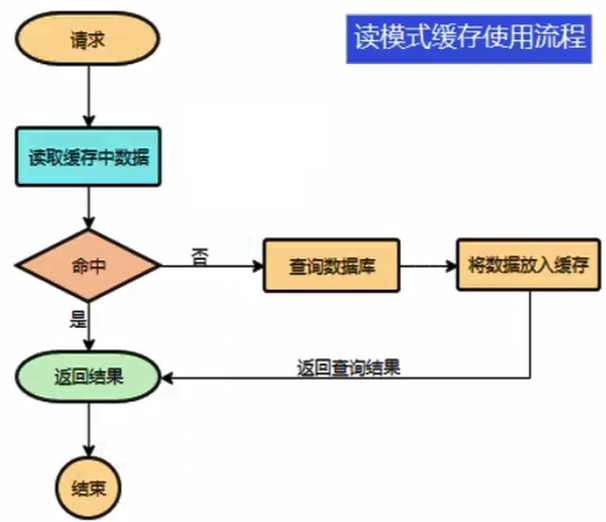 读模式缓存使用流程
请求
读取缓存中数据
命中
否
查询数据库
将数据放入缓存
是
返回结果
返回查询结果
结束